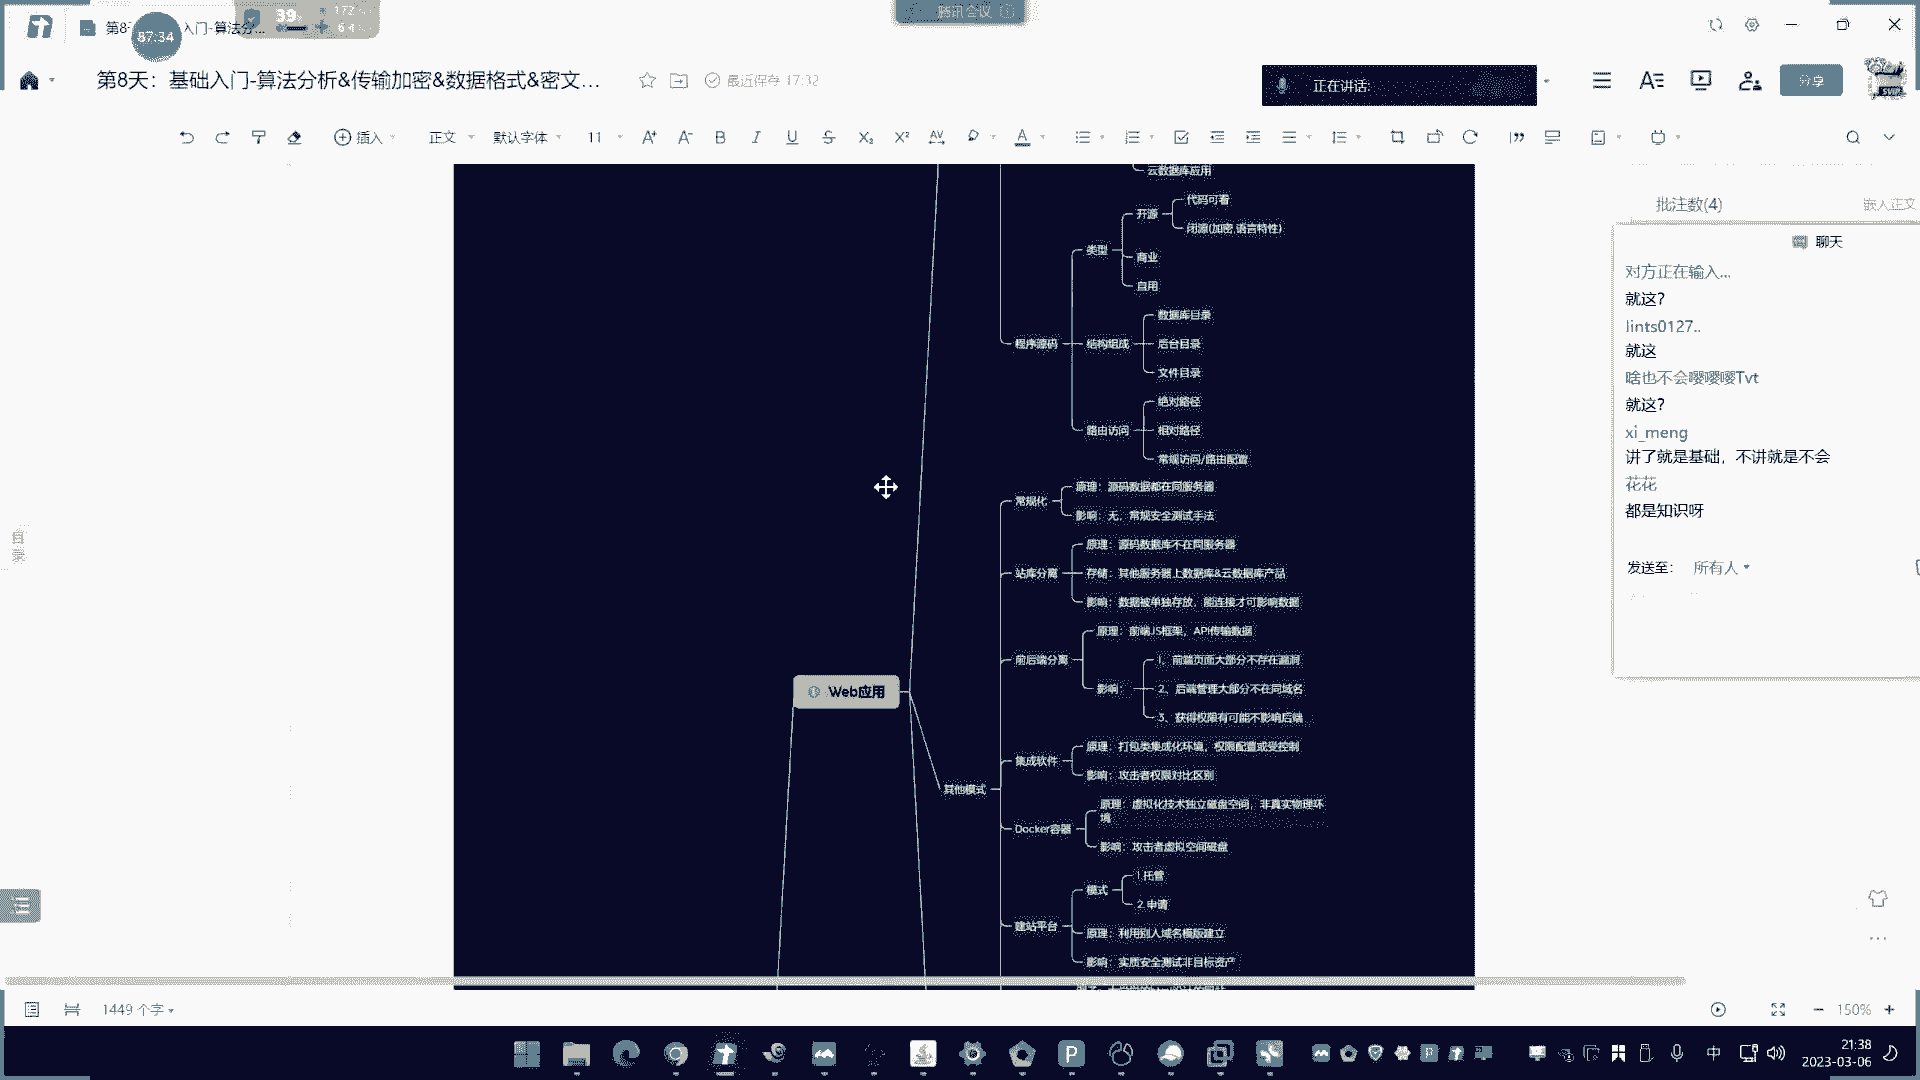 39%
172
64
腾讯会议
87:34
第8天：基础入门-算法分析&传输加密&数据格式&密文...
最近保存 17:32
正在讲话:
分享
插入
正文
默认字体
11
云数据库应用
代码可看
开源
闭源(加密,语言特性)
类型
商业
自用
数据库目录
程序源码
结构组成
后台目录
文件目录
绝对路径
路由访问
相对路径
常规访问/路由配置
原理：源码数据都在同服务器
常规化
影响：无，常规安全测试手法
原理：源码数据库不在同服务器
站库分离
存储：其他服务器上数据库&云数据库产品
影响：数据被单独存放，能连接才可影响数据
原理：前端JS框架，API传输数据
前后端分离
1、前端页面大部分不存在漏洞
影响：
2、后端管理大部分不在同域名
3、获得权限有可能不影响后端
Web应用
原理：打包类集成化环境，权限配置或受控制
集成软件
影响：攻击者权限对比区别
其他模式
原理：虚拟化技术独立磁盘空间，非真实物理环境
Docker容器
影响：攻击者虚拟空间磁盘
1.托管
模式
2.申请
建站平台
原理：利用别人域名模版建立
影响：实质安全测试非目标资产
批注数(4)
嵌入正文
聊天
对方正在输入...
就这?
lints0127..
就这
啥也不会嘤嘤嘤Tvt
就这?
xi_meng
讲了就是基础，不讲就是不会
花花
都是知识呀
发送至：
所有人
目录
1449 个字
150%
中
21:38
2023-03-06